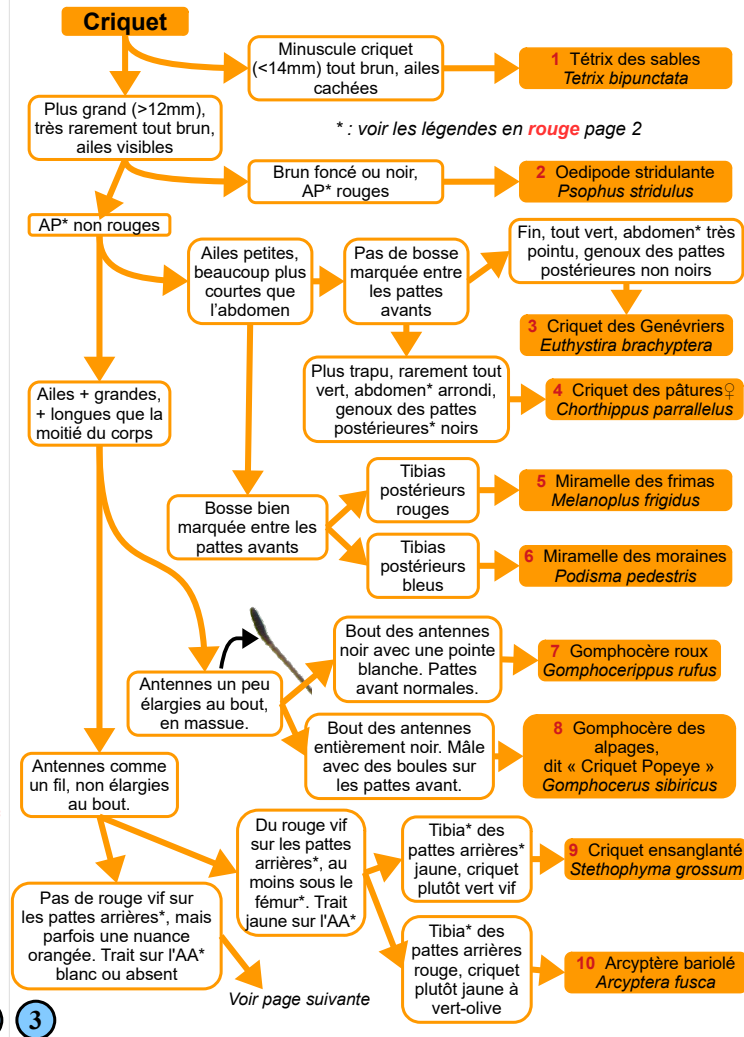 Criquet
Minuscule criquet
(<14mm) tout brun, ailes
cachées
1 Tétrix des sables
Tetrix bipunctata
Plus grand (>12mm),
très rarement tout brun,
ailes visibles
* : voir les légendes en rouge page 2
Brun foncé ou noir,
AP* rouges
2 Oedipode stridulante
Psophus stridulus
AP* non rouges
Ailes petites,
beaucoup plus
courtes que
l'abdomen
Pas de bosse
marquée entre
les pattes
avants
Fin, tout vert, abdomen* très
pointu, genoux des pattes
postérieures non noirs
3 Criquet des Genévriers
Euthystira brachyptera
Ailes + grandes,
+ longues que la
moitié du corps
Plus trapu, rarement tout
vert, abdomen* arrondi,
genoux des pattes
postérieures* noirs
4 Criquet des pâtures♀
Chorthippus parrallelus
Bosse bien
marquée entre les
pattes avants
Tibias
postérieurs
rouges
5 Miramelle des frimas
Melanoplus frigidus
Tibias
postérieurs
bleus
6 Miramelle des moraines
Podisma pedestris
Antennes un peu
élargies au bout,
en massue.
Bout des antennes
noir avec une pointe
blanche. Pattes
avant normales.
7 Gomphocère roux
Gomphocerippus rufus
Bout des antennes
entièrement noir. Mâle
avec des boules sur
les pattes avant.
8 Gomphocère des
alpages,
dit « Criquet Popeye »
Gomphocerus sibiricus
Antennes comme
un fil, non élargies
au bout.
Du rouge vif
sur les pattes
arrières*, au
moins sous le
fémur*. Trait
jaune sur l'AA*
Tibia* des
pattes arrières*
jaune, criquet
plutôt vert vif
9 Criquet ensanglanté
Stethophyma grossum
Pas de rouge vif sur
les pattes arrières*, mais
parfois une nuance
orangée. Trait sur l'AA*
blanc ou absent
Tibia* des
pattes arrières
rouge, criquet
plutôt jaune à
vert-olive
10 Arcyptère bariolé
Arcyptera fusca
Voir page suivante
3